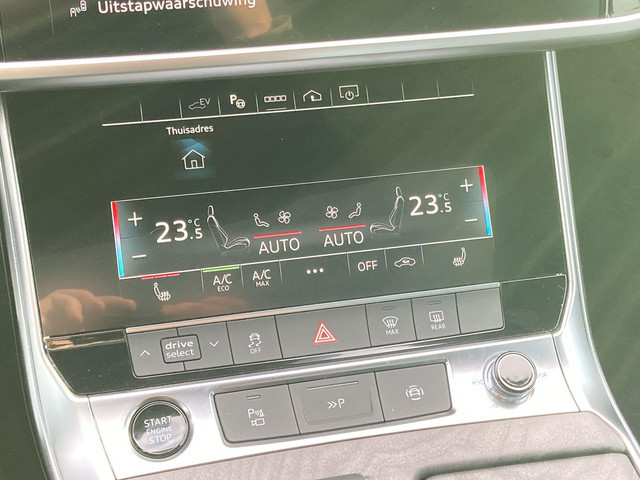 Uitstapwaarschuwing
EV P
Thuisadres
+ 23.5 °C 23.5 °C +
− AUTO AUTO −
A/C ECO A/C MAX ... OFF
drive select OFF MAX REAR
START ENGINE STOP
P >>P